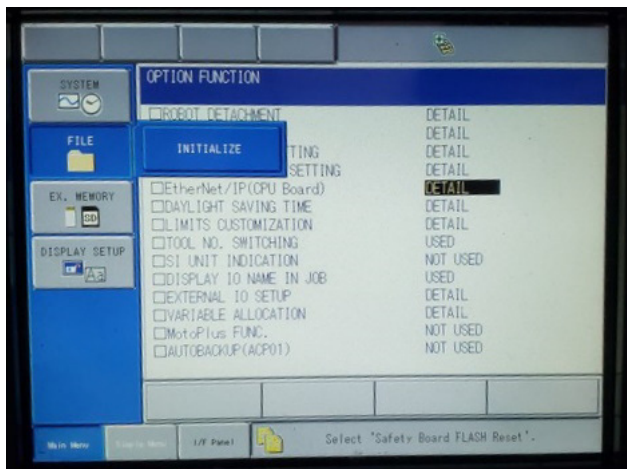 SYSTEM
FILE
EX. MEMORY
SD
DISPLAY SETUP
Aa
OPTION FUNCTION
□ROBOT DETACHMENT DETAIL
DETAIL
INITIALIZE
TING DETAIL
SETTING DETAIL
□EtherNet/IP(CPU Board) DETAIL
□DAYLIGHT SAVING TIME DETAIL
□LIMITS CUSTOMIZATION DETAIL
□TOOL NO. SWITCHING USED
□SI UNIT INDICATION NOT USED
□DISPLAY IO NAME IN JOB USED
□EXTERNAL IO SETUP DETAIL
□VARIABLE ALLOCATION DETAIL
□MotoPlus FUNC. NOT USED
□AUTOBACKUP(ACP01) NOT USED
Main Menu
Menu
I/F Panel
Select "Safety Board FLASH Reset".